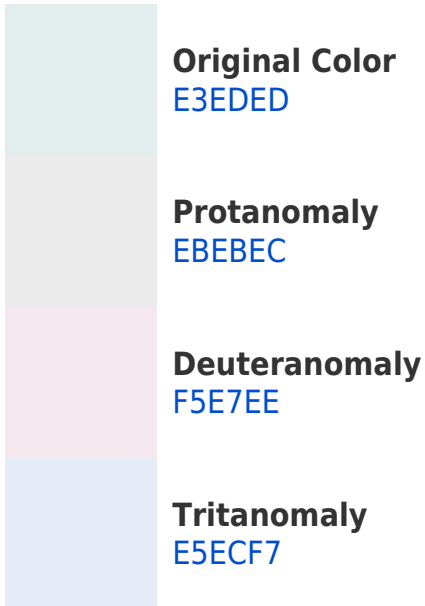 Original Color
E3EDED
Protanomaly
EBEBEC
Deuteranomaly
F5E7EE
Tritanomaly
E5ECF7